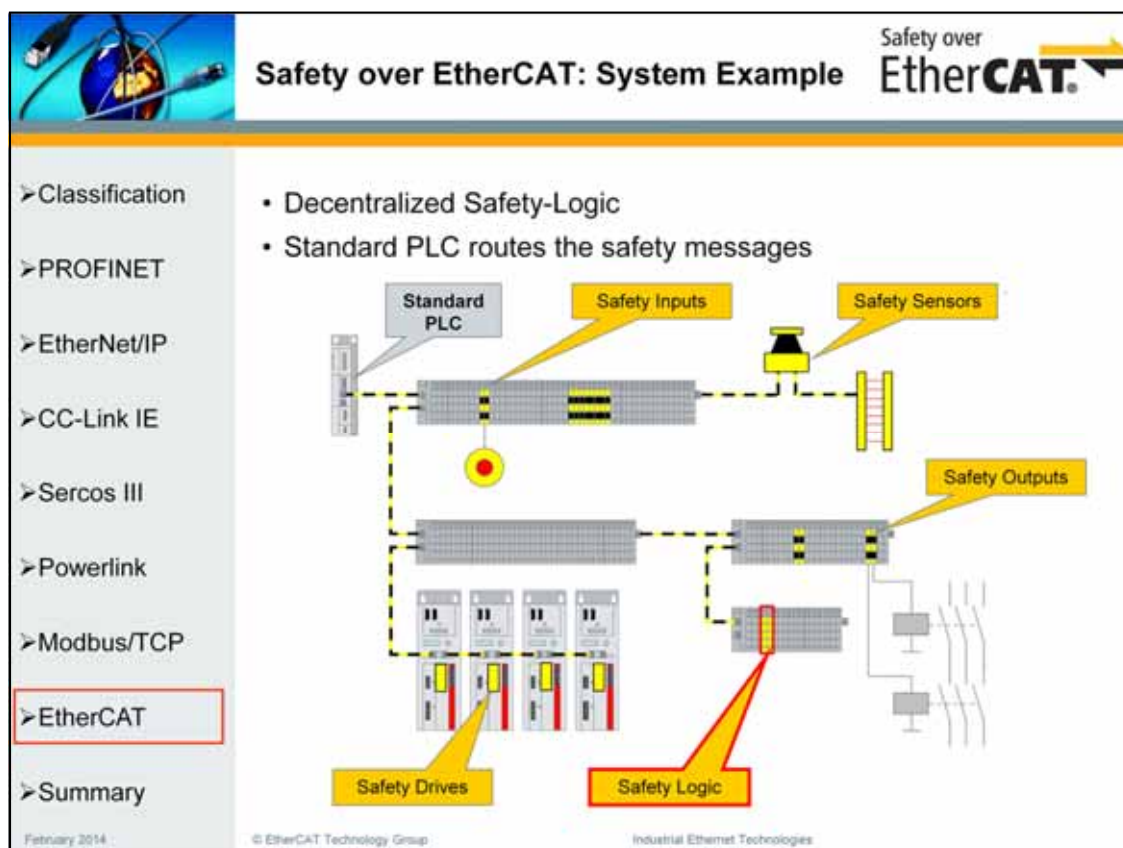 Safety over EtherCAT: System Example
Safety over
EtherCAT®
➢Classification
➢PROFINET
➢EtherNet/IP
➢CC-Link IE
➢Sercos III
➢Powerlink
➢Modbus/TCP
➢EtherCAT
➢Summary
• Decentralized Safety-Logic
• Standard PLC routes the safety messages
Standard
PLC
Safety Inputs
Safety Sensors
Safety Outputs
Safety Drives
Safety Logic
February 2014
© EtherCAT Technology Group
Industrial Ethernet Technologies